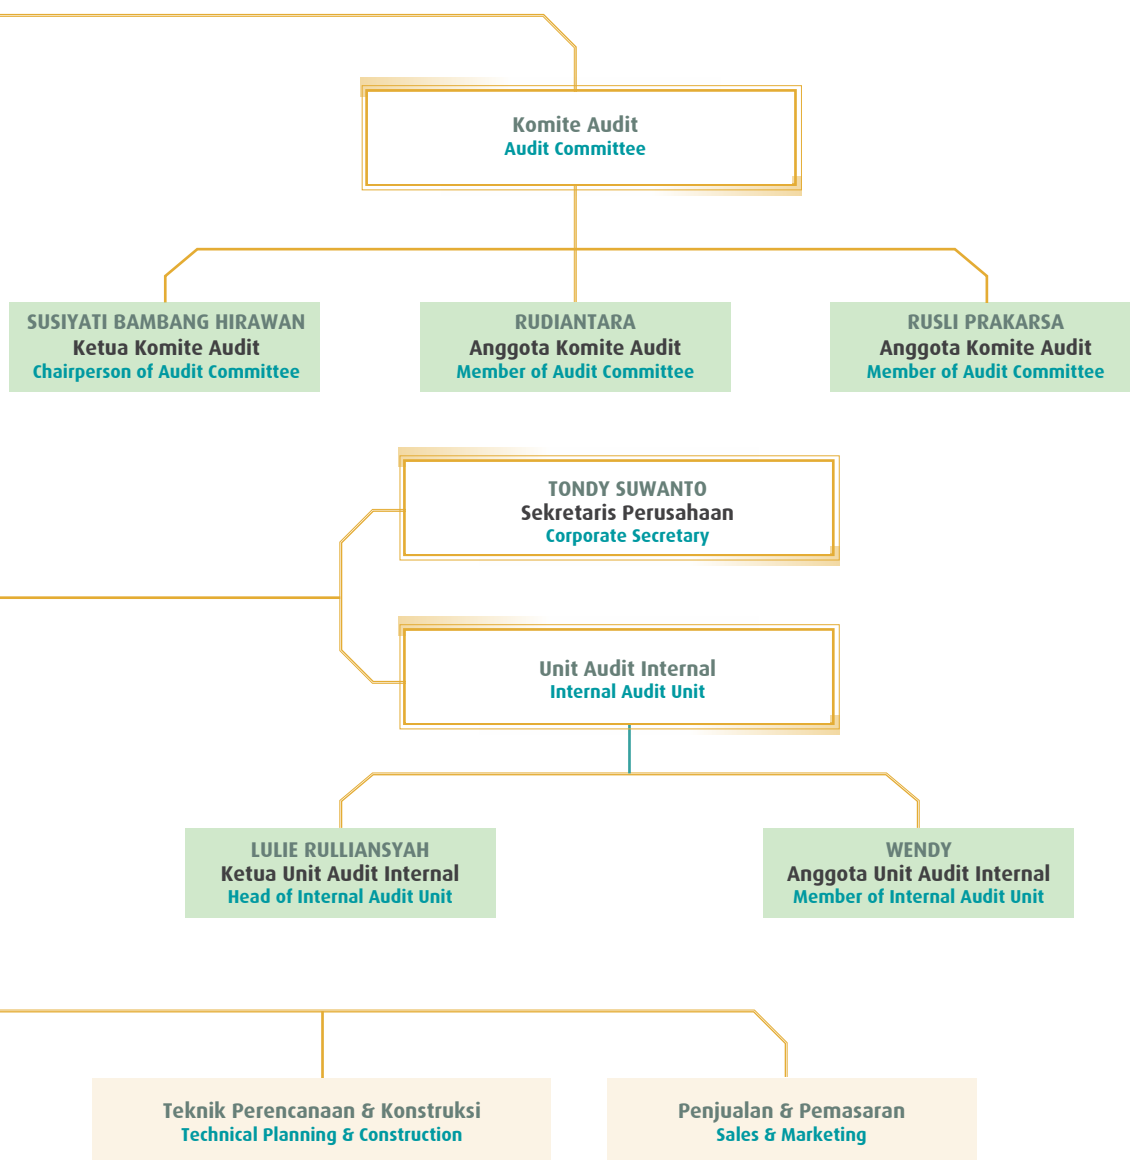 Komite Audit
Audit Committee
SUSIYATI BAMBANG HIRAWAN
Ketua Komite Audit
Chairperson of Audit Committee
RUDIANTARA
Anggota Komite Audit
Member of Audit Committee
RUSLI PRAKARSA
Anggota Komite Audit
Member of Audit Committee
TONDY SUWANTO
Sekretaris Perusahaan
Corporate Secretary
Unit Audit Internal
Internal Audit Unit
LULIE RULLIANSYAH
Ketua Unit Audit Internal
Head of Internal Audit Unit
WENDY
Anggota Unit Audit Internal
Member of Internal Audit Unit
Teknik Perencanaan & Konstruksi
Technical Planning & Construction
Penjualan & Pemasaran
Sales & Marketing